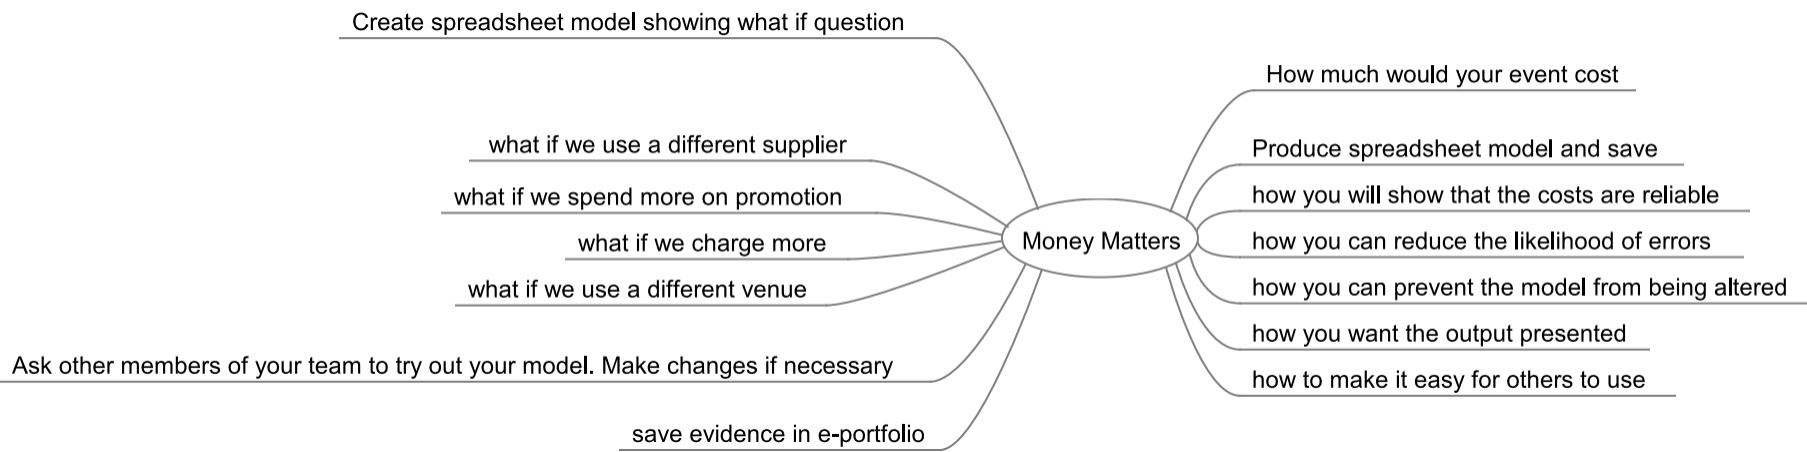 Create spreadsheet model showing what if question
what if we use a different supplier
what if we spend more on promotion
what if we charge more
what if we use a different venue
Ask other members of your team to try out your model. Make changes if necessary
save evidence in e-portfolio
Money Matters
How much would your event cost
Produce spreadsheet model and save
how you will show that the costs are reliable
how you can reduce the likelihood of errors
how you can prevent the model from being altered
how you want the output presented
how to make it easy for others to use